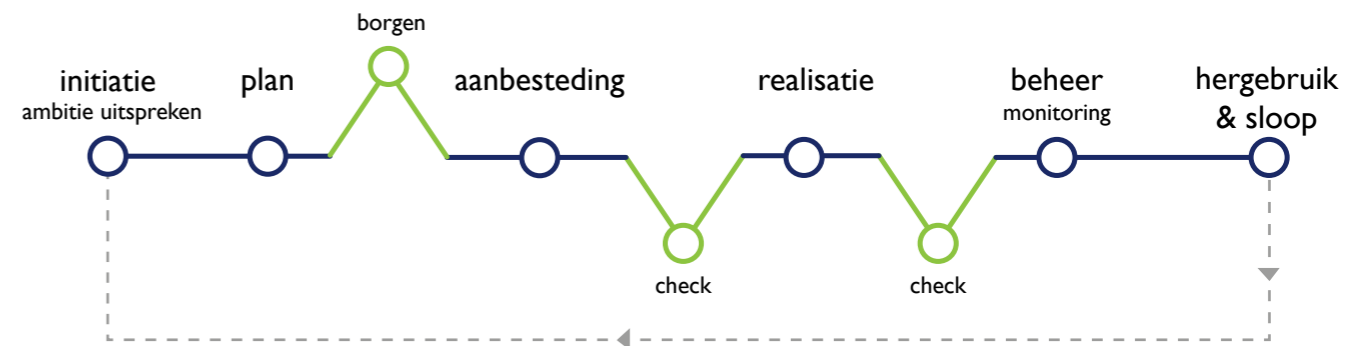 borgen
initiatie
ambitie uitspreken
plan
aanbesteding
realisatie
beheer
monitoring
hergebruik
& sloop
check
check